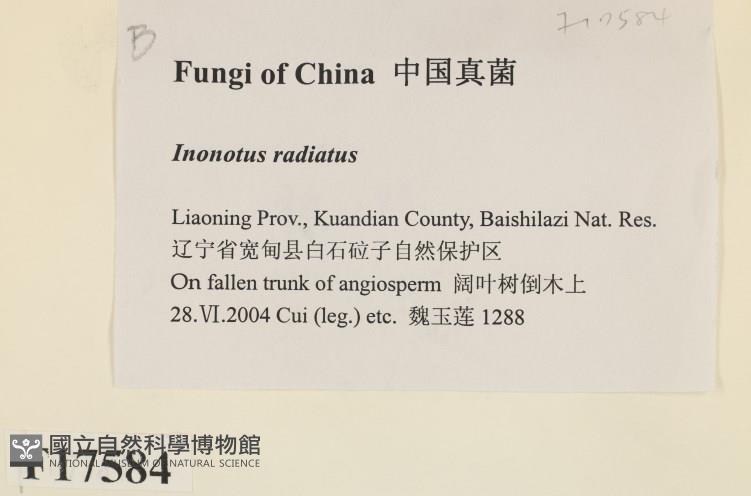 F17584
B
Fungi of China 中国真菌
Inonotus radiatus
Liaoning Prov., Kuandian County, Baishilazi Nat. Res.
辽宁省宽甸县白石砬子自然保护区
On fallen trunk of angiosperm 阔叶树倒木上
28.Ⅵ.2004 Cui (leg.) etc. 魏玉莲 1288
國立自然科學博物館
NATIONAL MUSEUM OF NATURAL SCIENCE
F17584